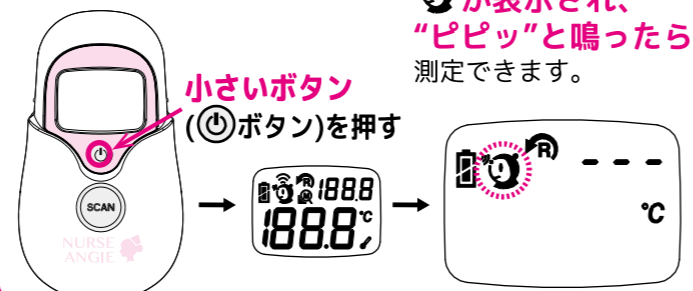 が表示され、
“ピピッ”と鳴ったら
測定できます。
小さいボタン
(ボタン)を押す
SCAN
NURSE
ANGIE
R 188.8
M
188.8 ℃
R - - -
℃